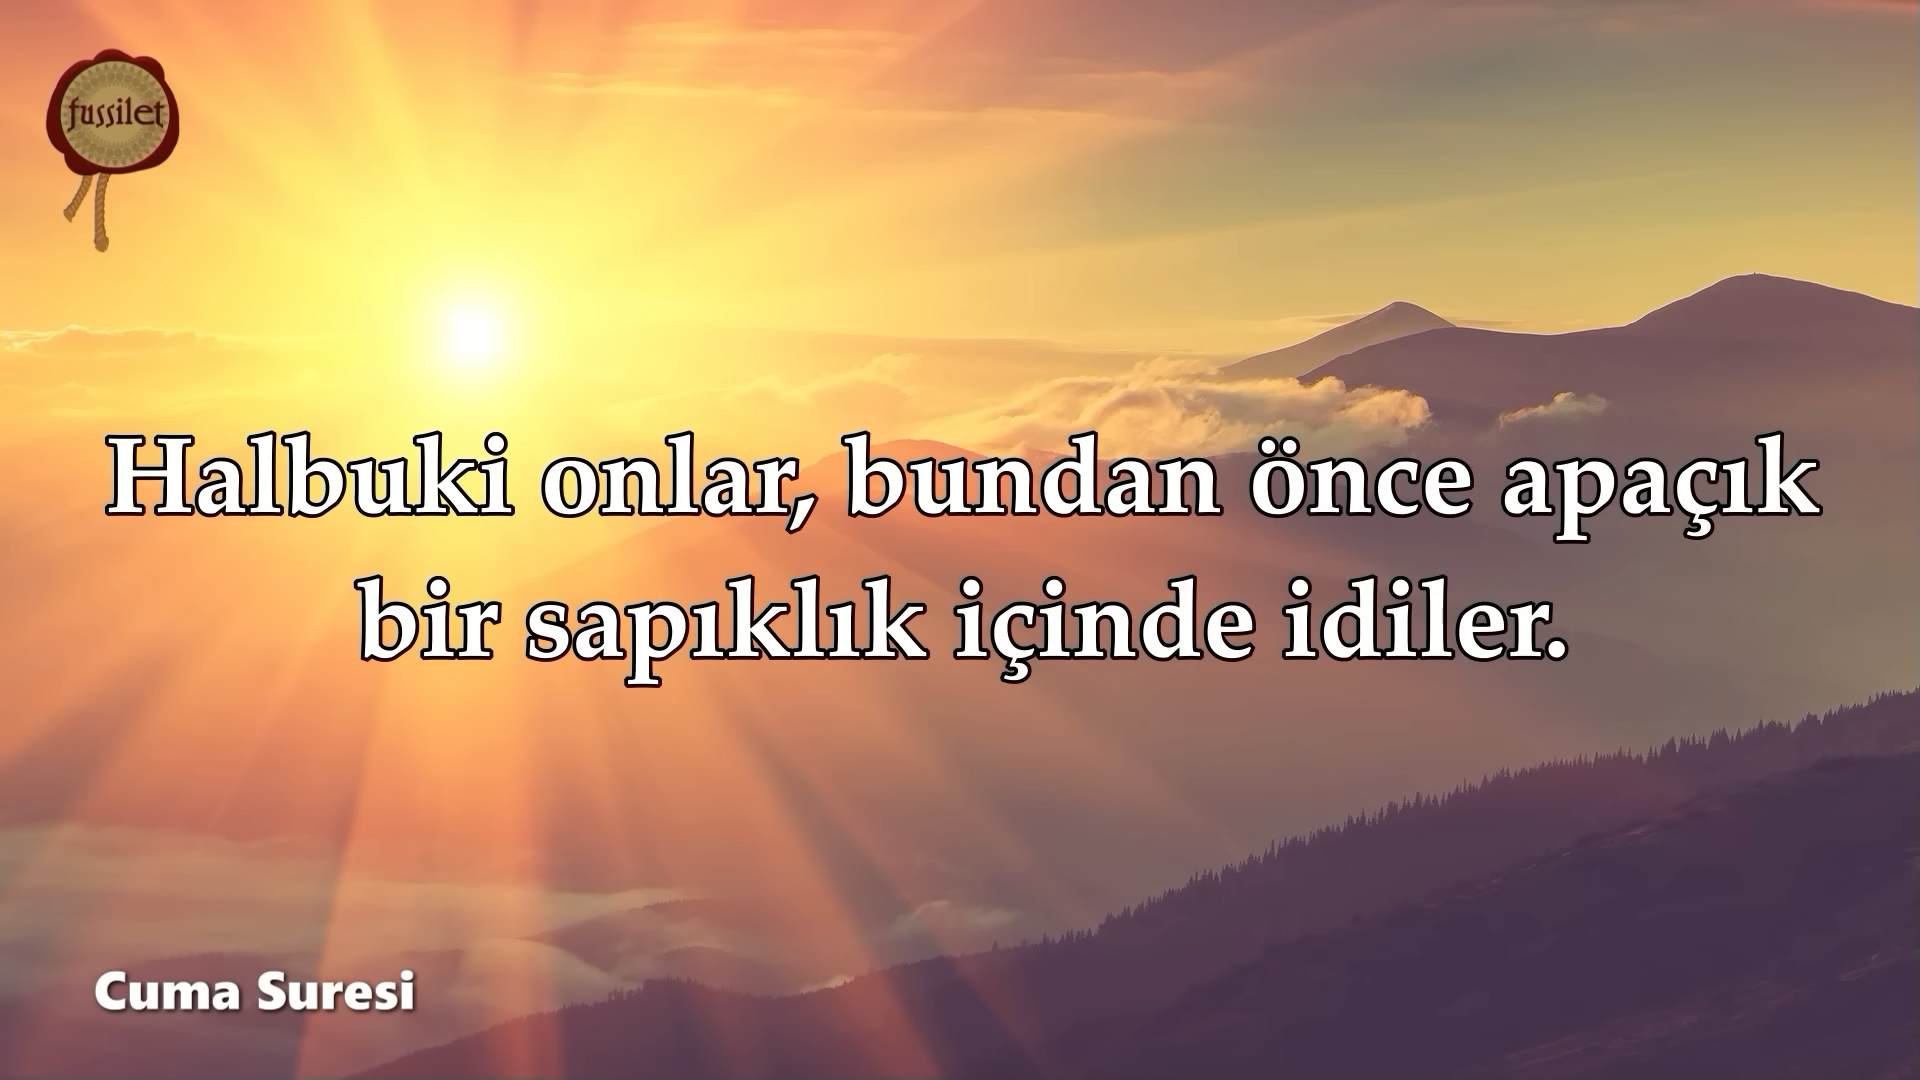 fussilet
Halbuki onlar, bundan önce apaçık
bir sapıklık içinde idiler.
Cuma Suresi